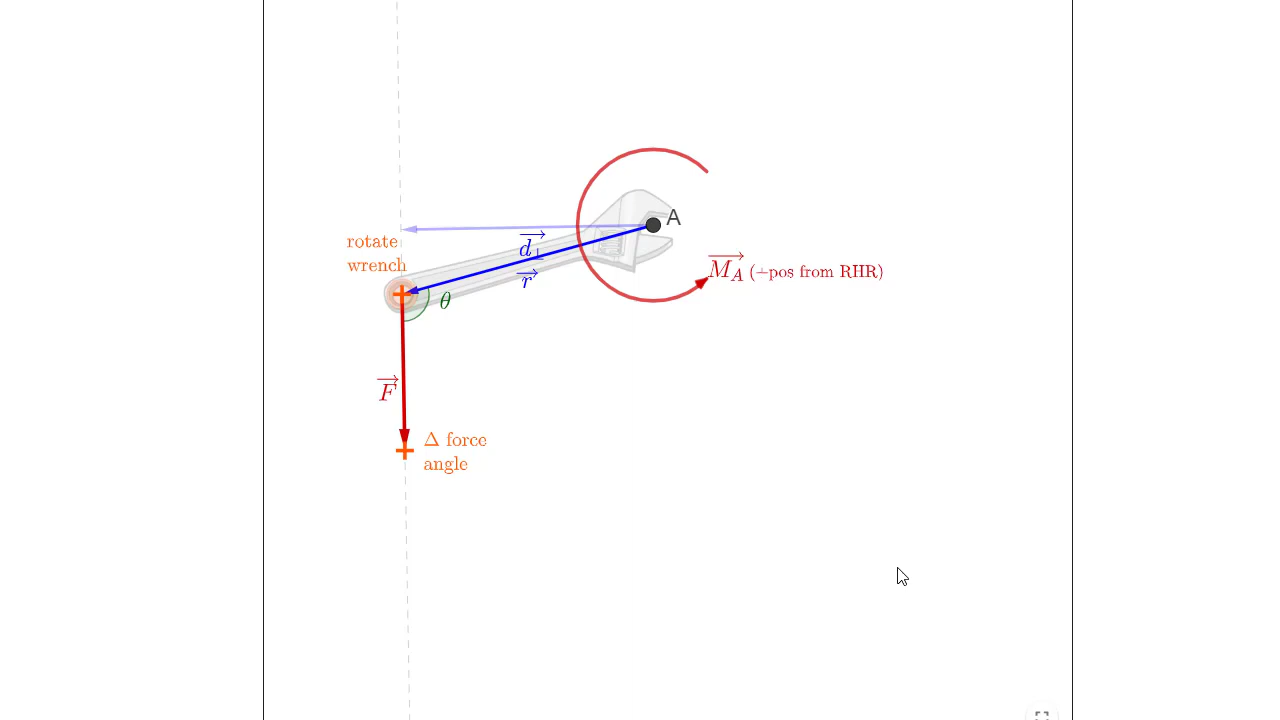 A
rotate
wrench
d⊥
r
M_A (+pos from RHR)
θ
F
Δ force
angle